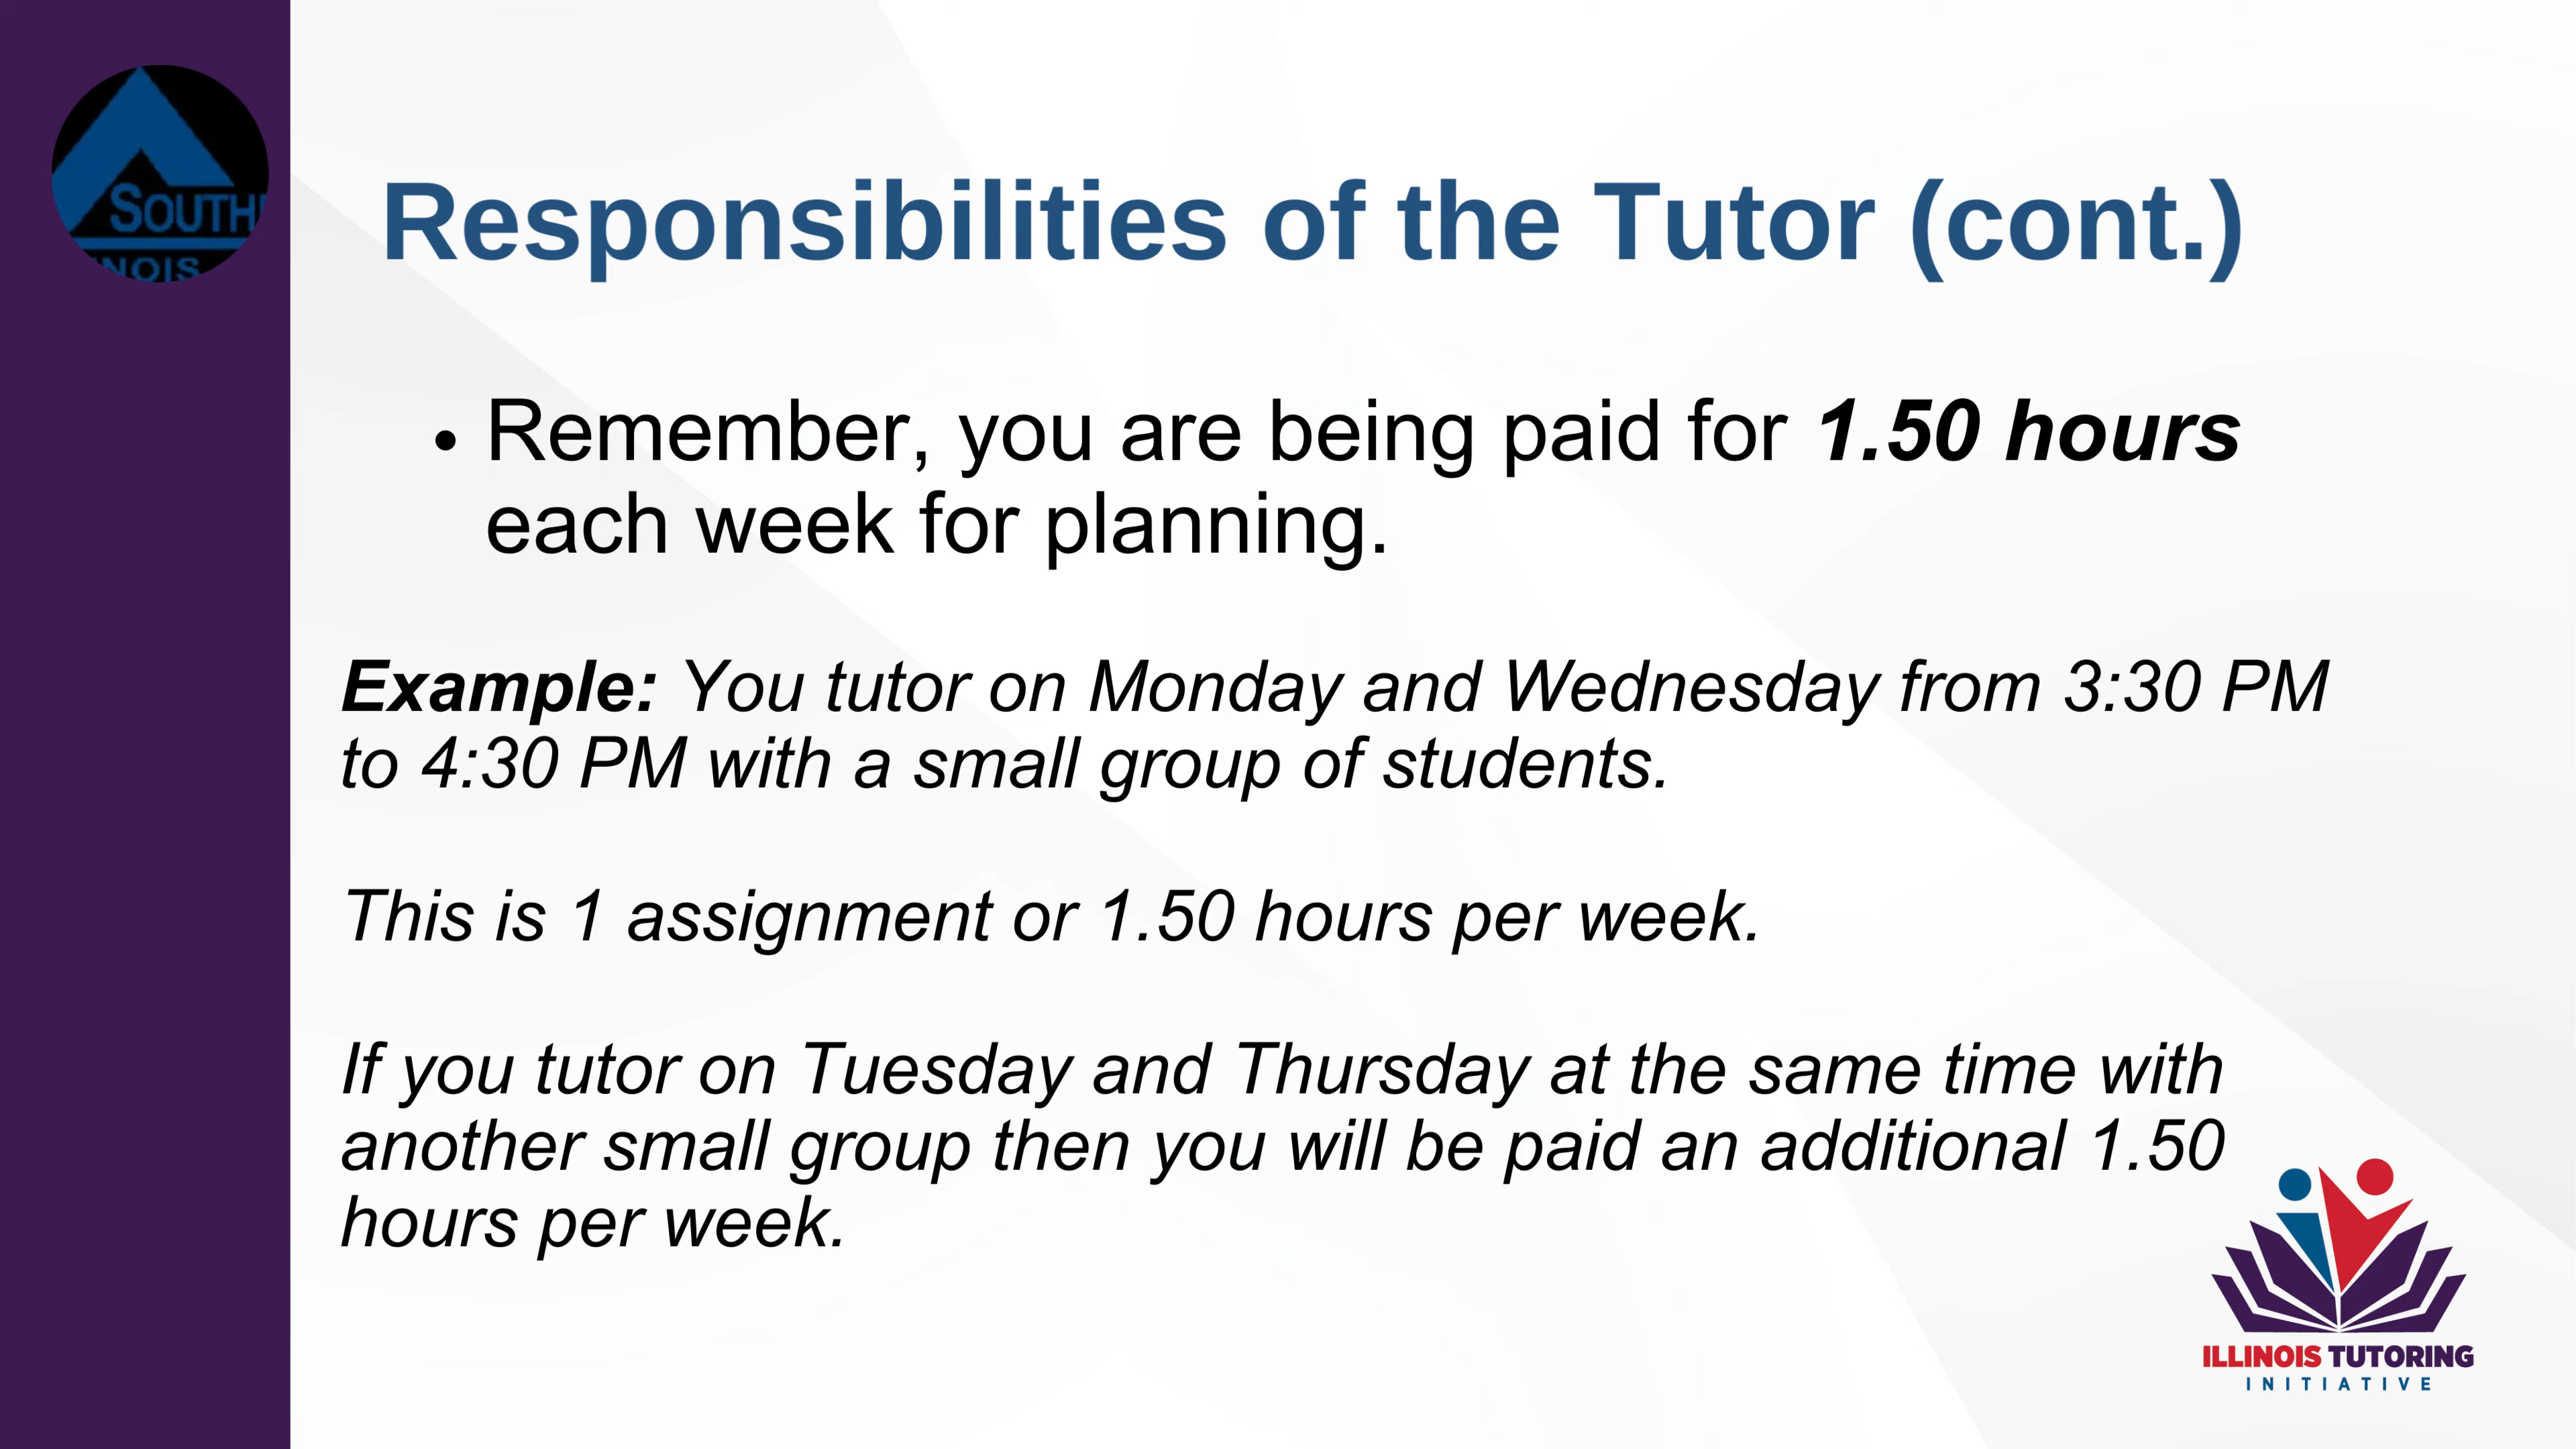 SOUTH
NOIS
Responsibilities of the Tutor (cont.)
• Remember, you are being paid for 1.50 hours
each week for planning.
Example: You tutor on Monday and Wednesday from 3:30 PM
to 4:30 PM with a small group of students.
This is 1 assignment or 1.50 hours per week.
If you tutor on Tuesday and Thursday at the same time with
another small group then you will be paid an additional 1.50
hours per week.
ILLINOIS TUTORING
INITIATIVE